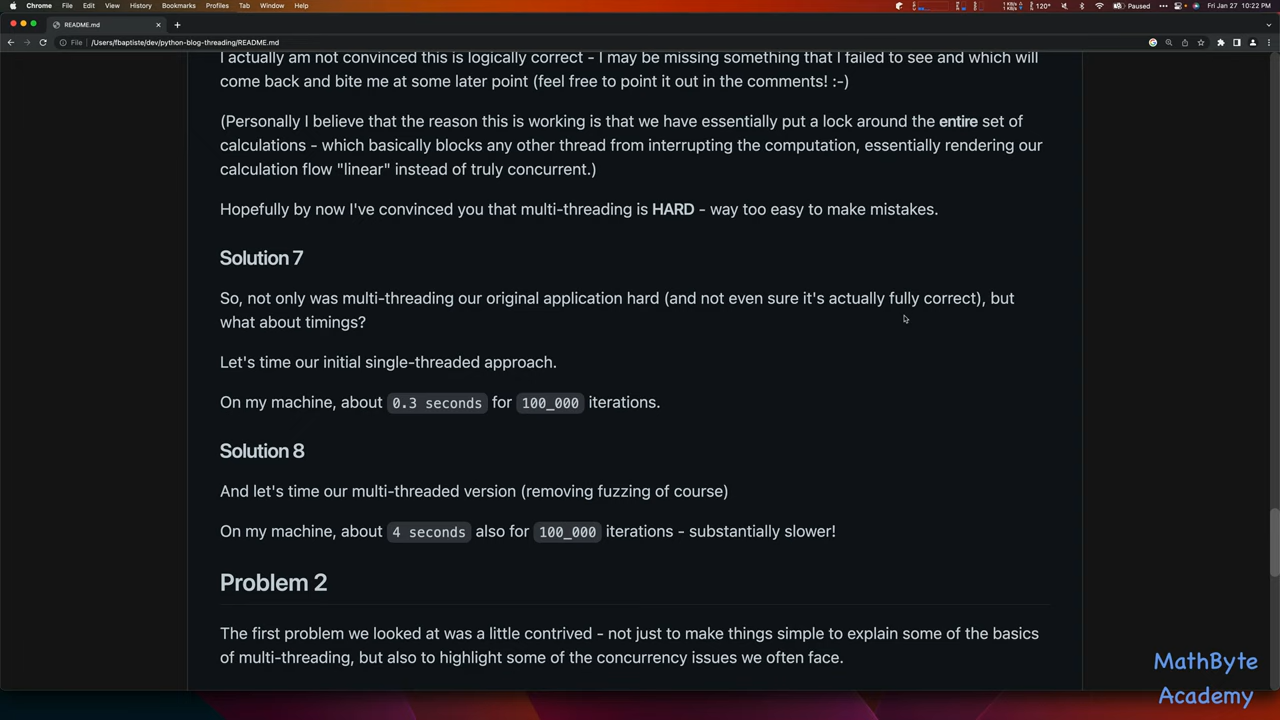 Chrome File Edit View History Bookmarks Profiles Tab Window Help
120° Paused Fri Jan 27 10:22 PM
README.md
File /Users/fbaptiste/dev/python-blog-threading/README.md
I actually am not convinced this is logically correct - I may be missing something that I failed to see and which will
come back and bite me at some later point (feel free to point it out in the comments! :-)
(Personally I believe that the reason this is working is that we have essentially put a lock around the entire set of
calculations - which basically blocks any other thread from interrupting the computation, essentially rendering our
calculation flow "linear" instead of truly concurrent.)
Hopefully by now I've convinced you that multi-threading is HARD - way too easy to make mistakes.
Solution 7
So, not only was multi-threading our original application hard (and not even sure it's actually fully correct), but
what about timings?
Let's time our initial single-threaded approach.
On my machine, about 0.3 seconds for 100_000 iterations.
Solution 8
And let's time our multi-threaded version (removing fuzzing of course)
On my machine, about 4 seconds also for 100_000 iterations - substantially slower!
Problem 2
The first problem we looked at was a little contrived - not just to make things simple to explain some of the basics
of multi-threading, but also to highlight some of the concurrency issues we often face.
MathByte
Academy